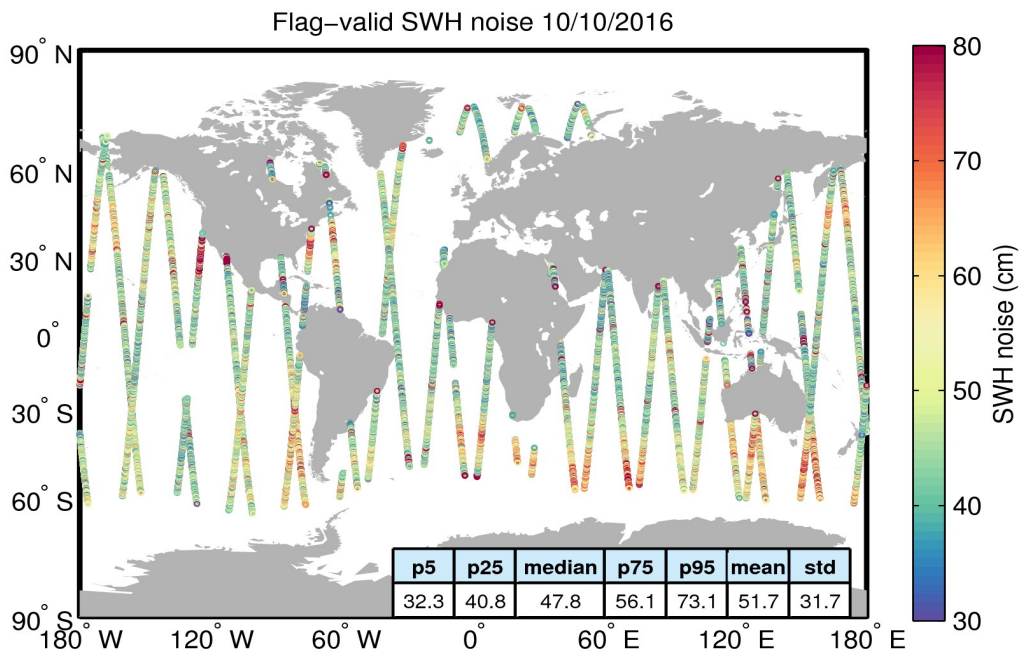 Flag−valid SWH noise 10/10/2016
90° N
60° N
30° N
0°
30° S
60° S
90° S
180° W
120° W
60° W
0°
60° E
120° E
180° E
p5 p25 median p75 p95 mean std
32.3 40.8 47.8 56.1 73.1 51.7 31.7
80
70
60
50
40
30
SWH noise (cm)